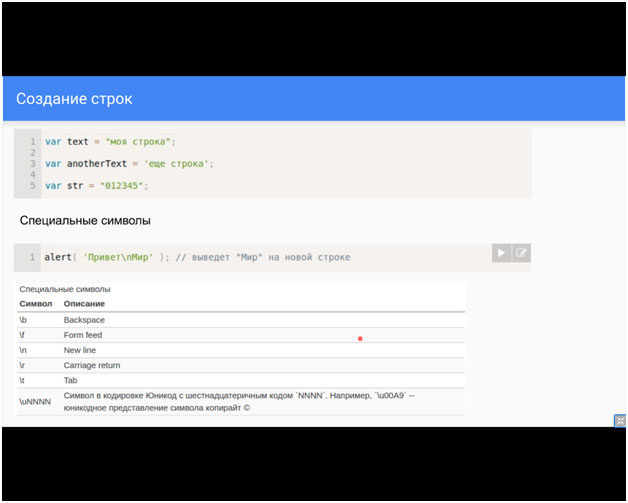 Создание строк
1 var text = "моя строка";
2
3 var anotherText = 'еще строка';
4
5 var str = "012345";
Специальные символы
1 alert( 'Привет\nМир' ); // выведет "Мир" на новой строке
Специальные символы
Символ Описание
\b Backspace
\f Form feed
\n New line
\r Carriage return
\t Tab
\uNNNN Символ в кодировке Юникод с шестнадцатеричным кодом `NNNN`. Например, `\u00A9` --
юникодное представление символа копирайт ©